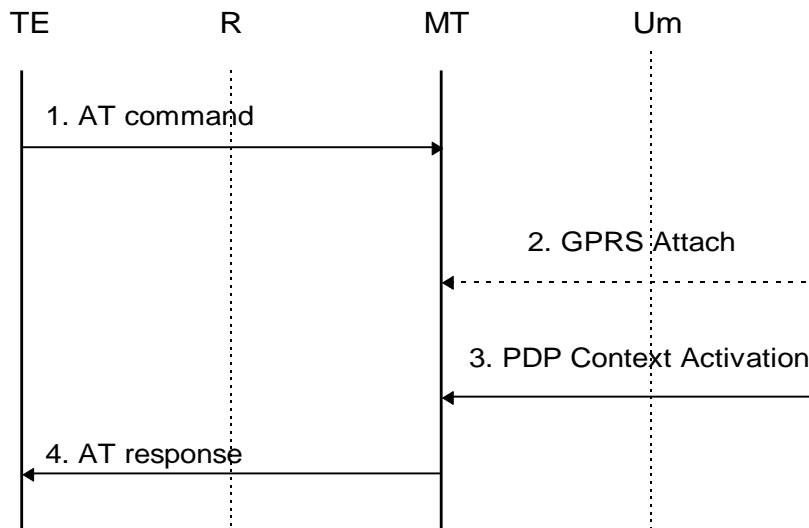 TE R MT Um
1. AT command
2. GPRS Attach
3. PDP Context Activation
4. AT response